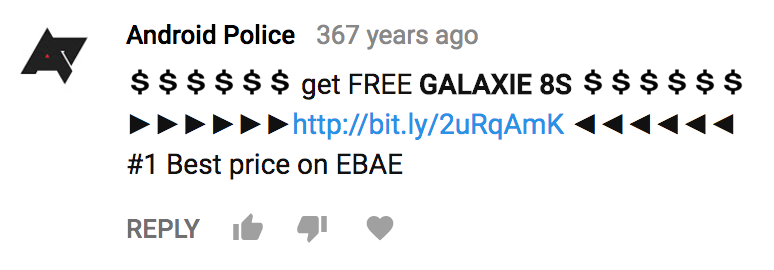 Android Police 367 years ago
$ $ $ $ $ $ get FREE GALAXIE 8S $ $ $ $ $ $
►►►►►►http://bit.ly/2uRqAmK ◄◄◄◄◄◄
#1 Best price on EBAE
REPLY